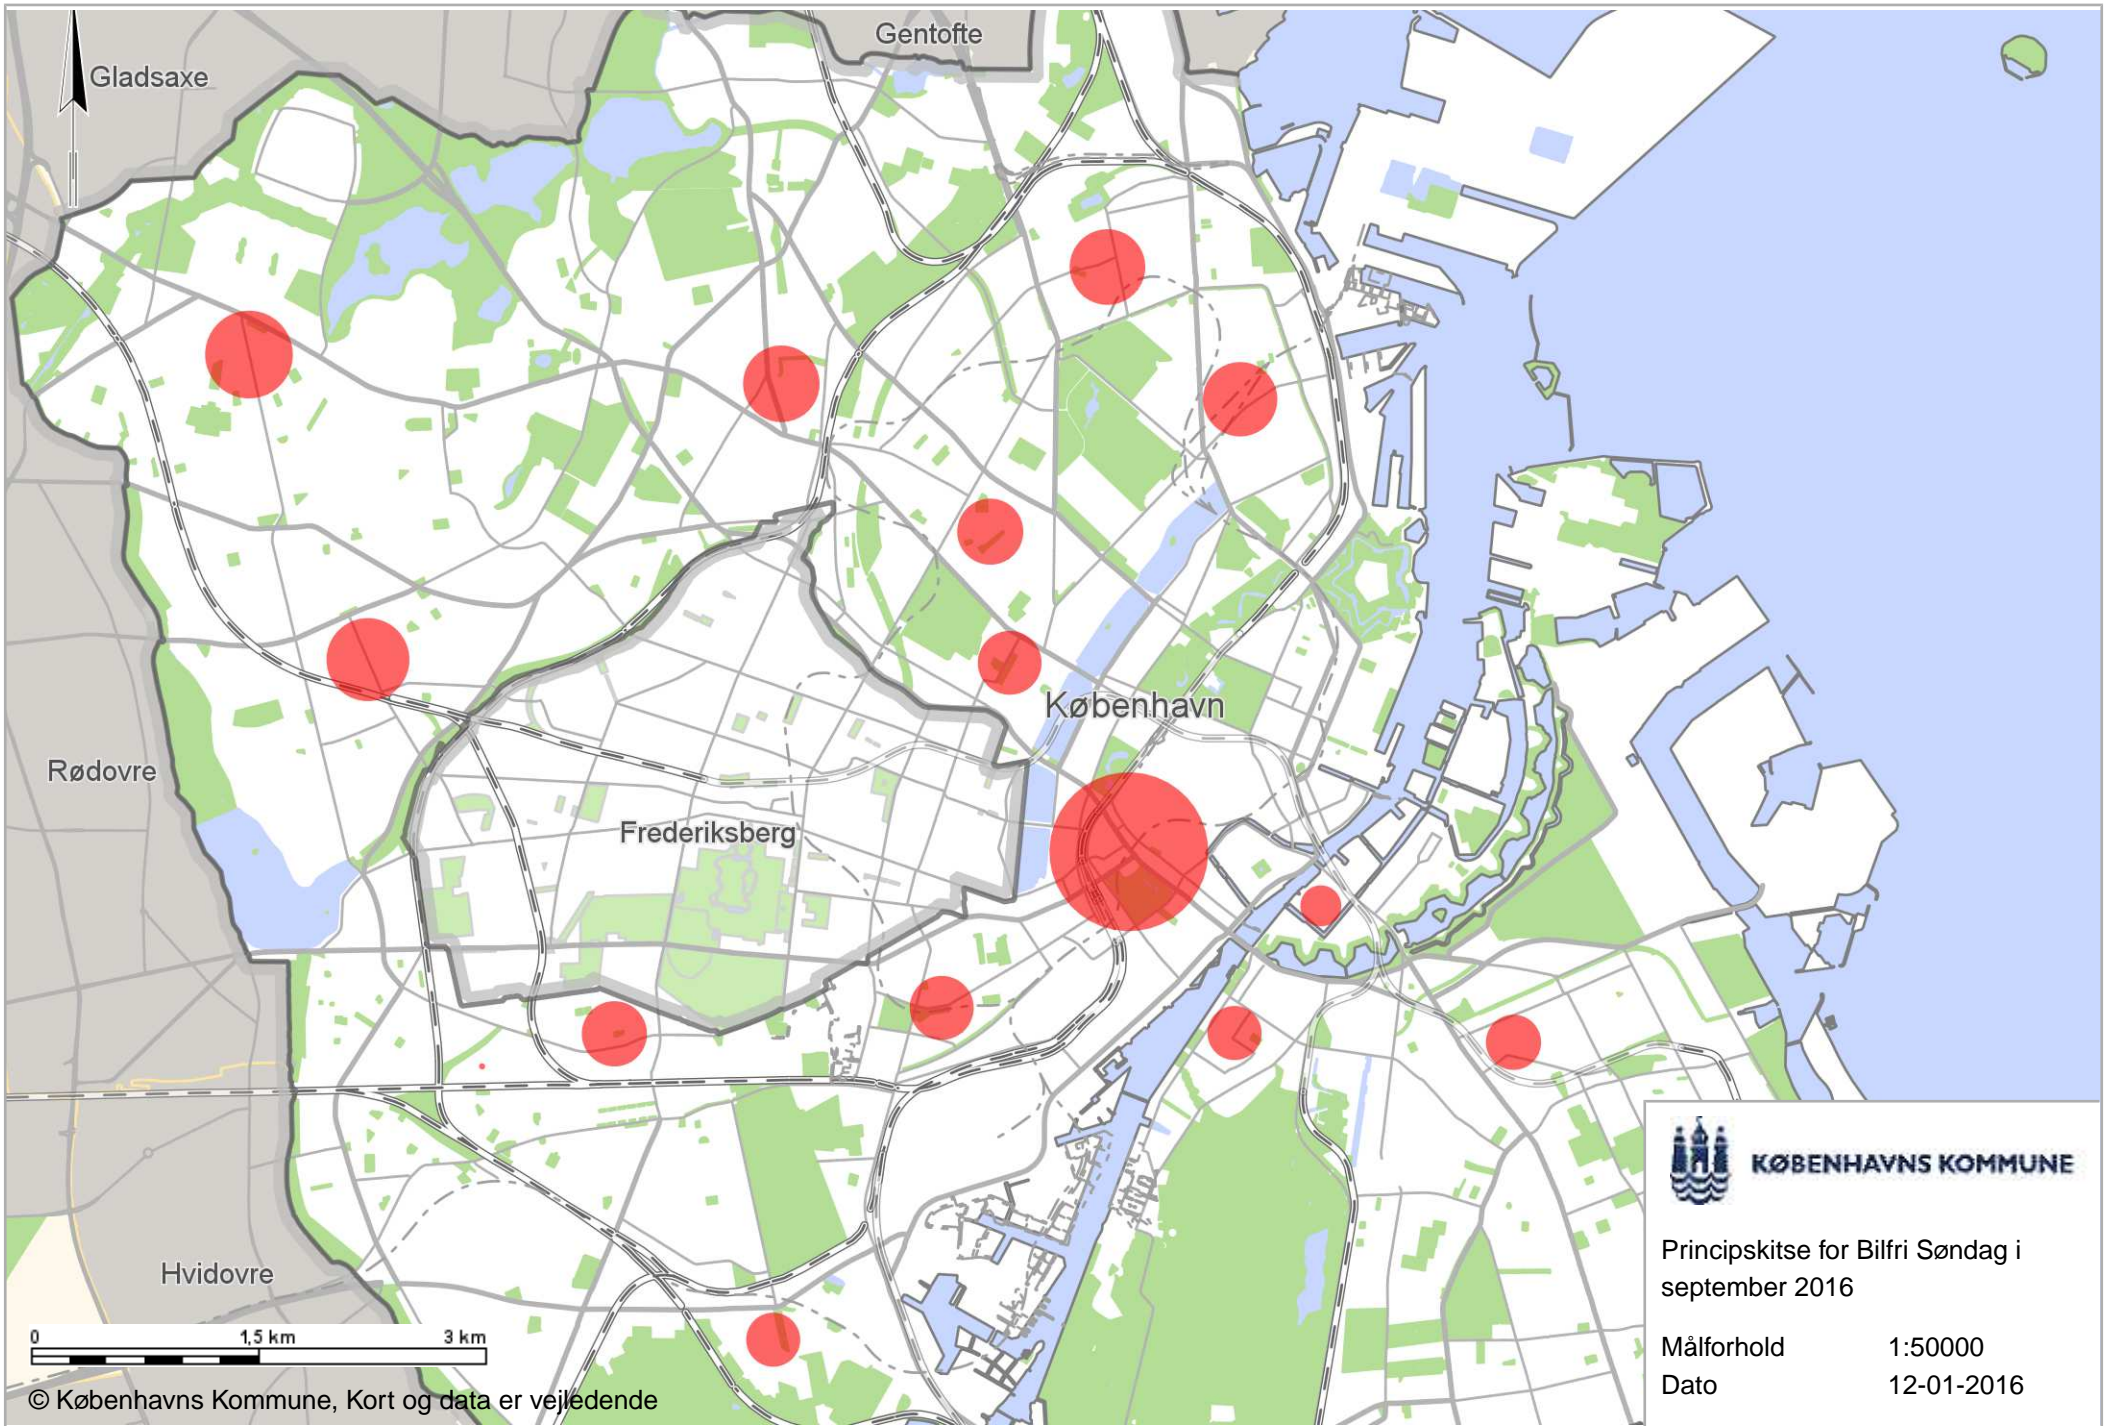 Gentofte
Gladsaxe
København
Rødovre
Frederiksberg
Hvidovre
KØBENHAVNS KOMMUNE
Principskitse for Bilfri Søndag i
september 2016
Målforhold 1:50000
Dato 12-01-2016
0 1,5 km 3 km
© Københavns Kommune, Kort og data er vejledende